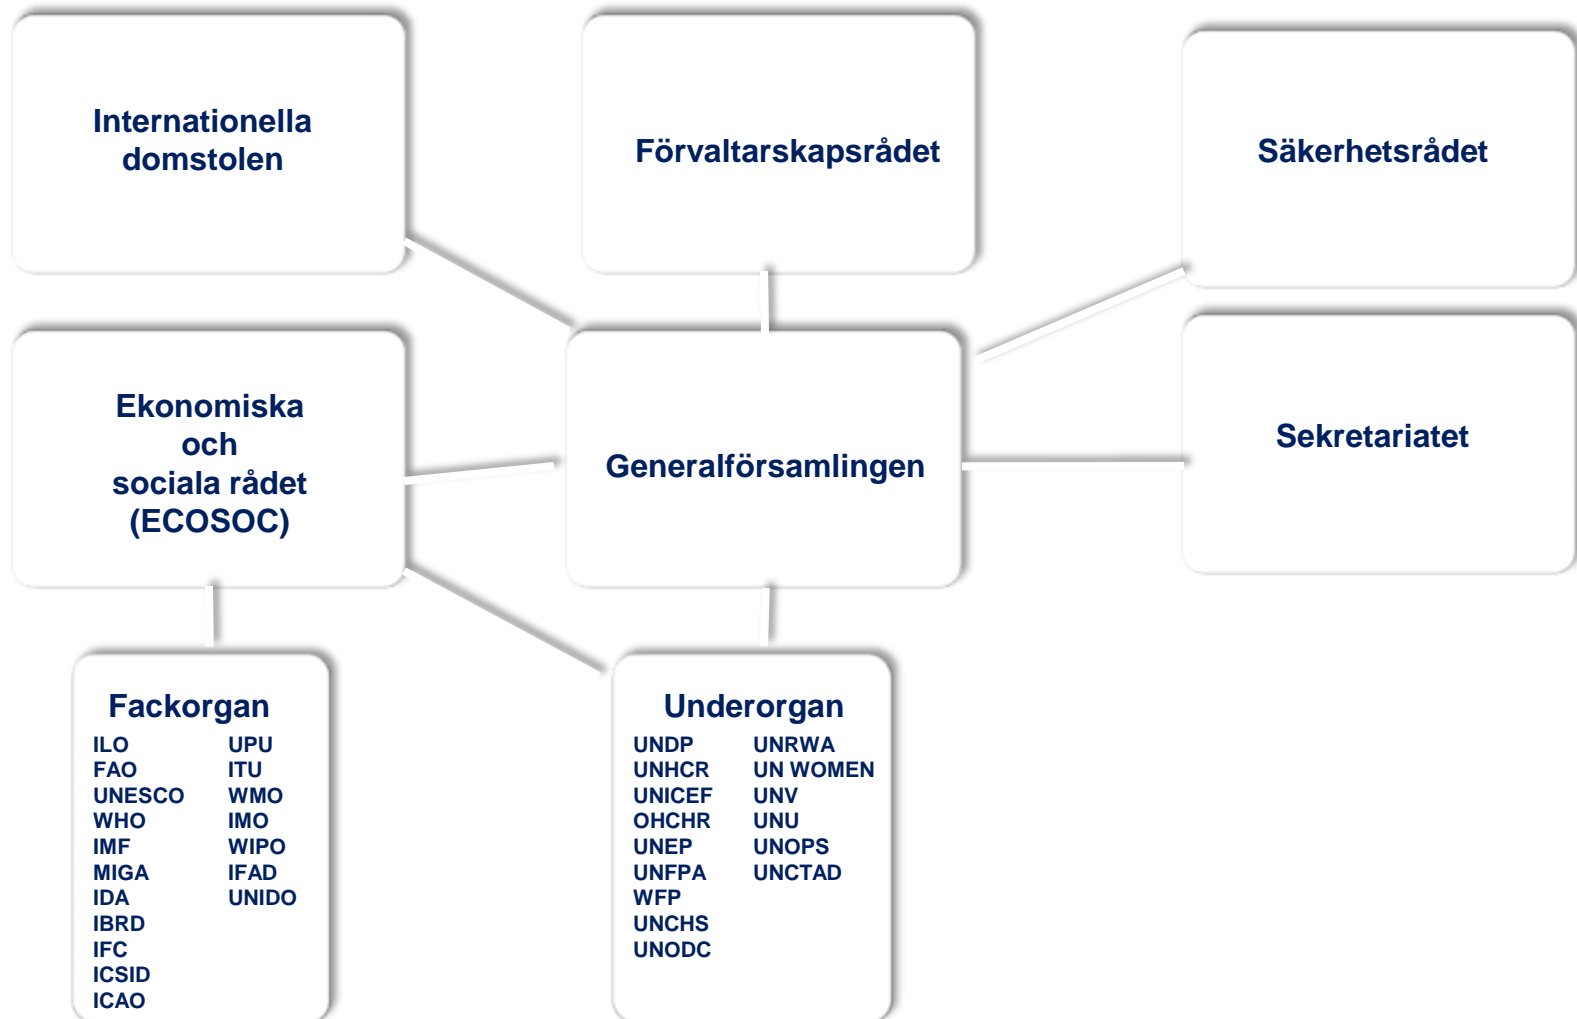 Internationella
domstolen
Förvaltarskapsrådet
Säkerhetsrådet
Ekonomiska
och
sociala rådet
(ECOSOC)
Generalförsamlingen
Sekretariatet
Fackorgan
ILO
FAO
UNESCO
WHO
IMF
MIGA
IDA
IBRD
IFC
ICSID
ICAO
UPU
ITU
WMO
IMO
WIPO
IFAD
UNIDO
Underorgan
UNDP
UNHCR
UNICEF
OHCHR
UNEP
UNFPA
WFP
UNCHS
UNODC
UNRWA
UN WOMEN
UNV
UNU
UNOPS
UNCTAD